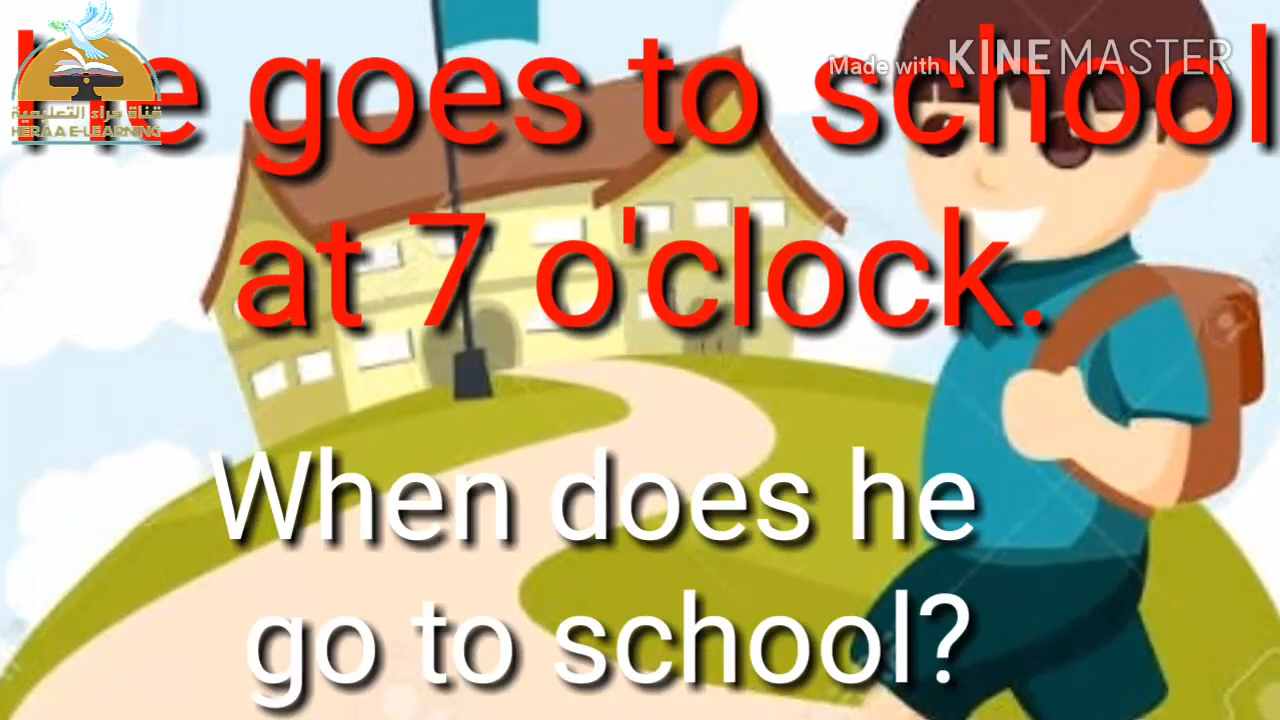 Made with KINEMASTER
He goes to school
at 7 o'clock.
قناة حراء التعليمية
HERAA E-LEARNING
When does he
go to school?